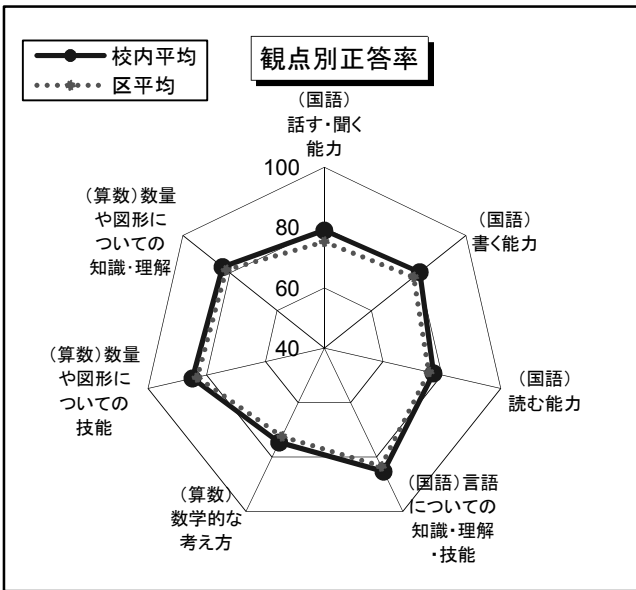 観点別正答率
校内平均
区平均
(国語)
話す・聞く
能力
100
80
60
40
(国語)
書く能力
(国語)
読む能力
(国語)言語
についての
知識・理解
・技能
(算数)
数学的な
考え方
(算数)数量
や図形に
ついての
技能
(算数)数量
や図形に
ついての
知識・理解